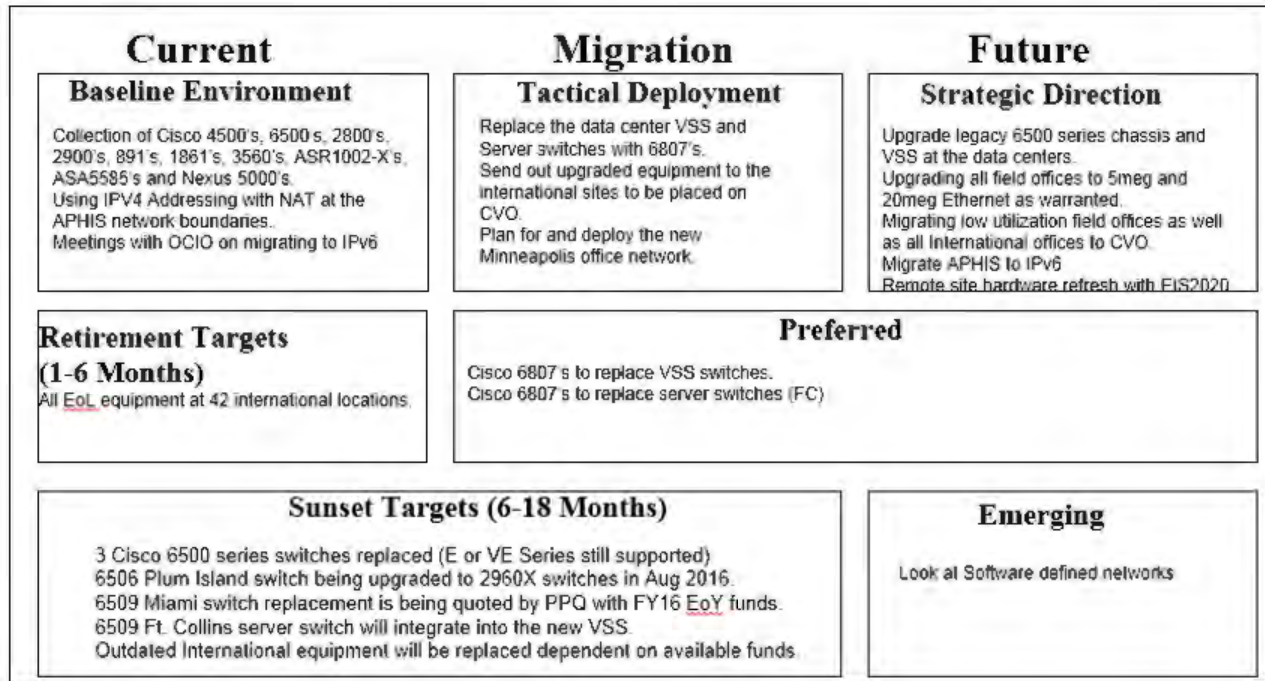 Current
Baseline Environment
Collection of Cisco 4500's, 6500's, 2800's,
2900's, 891's, 1861's, 3560's, ASR1002-X's,
ASA5585's and Nexus 5000's.
Using IPV4 Addressing with NAT at the
APHIS network boundaries.
Meetings with OCIO on migrating to IPv6
Migration
Tactical Deployment
Replace the data center VSS and
Server switches with 6807's.
Send out upgraded equipment to the
international sites to be placed on
CVO.
Plan for and deploy the new
Minneapolis office network.
Future
Strategic Direction
Upgrade legacy 6500 series chassis and
VSS at the data centers.
Upgrading all field offices to 5meg and
20meg Ethernet as warranted.
Migrating low utilization field offices as well
as all International offices to CVO.
Migrate APHIS to IPv6
Remote site hardware refresh with EIS2020
Retirement Targets
(1-6 Months)
All EoL equipment at 42 international locations.
Preferred
Cisco 6807's to replace VSS switches.
Cisco 6807's to replace server switches (FC)
Sunset Targets (6-18 Months)
3 Cisco 6500 series switches replaced (E or VE Series still supported)
6506 Plum Island switch being upgraded to 2960X switches in Aug 2016.
6509 Miami switch replacement is being quoted by PPQ with FY16 EoY funds.
6509 Ft. Collins server switch will integrate into the new VSS.
Outdated International equipment will be replaced dependent on available funds
Emerging
Look at Software defined networks